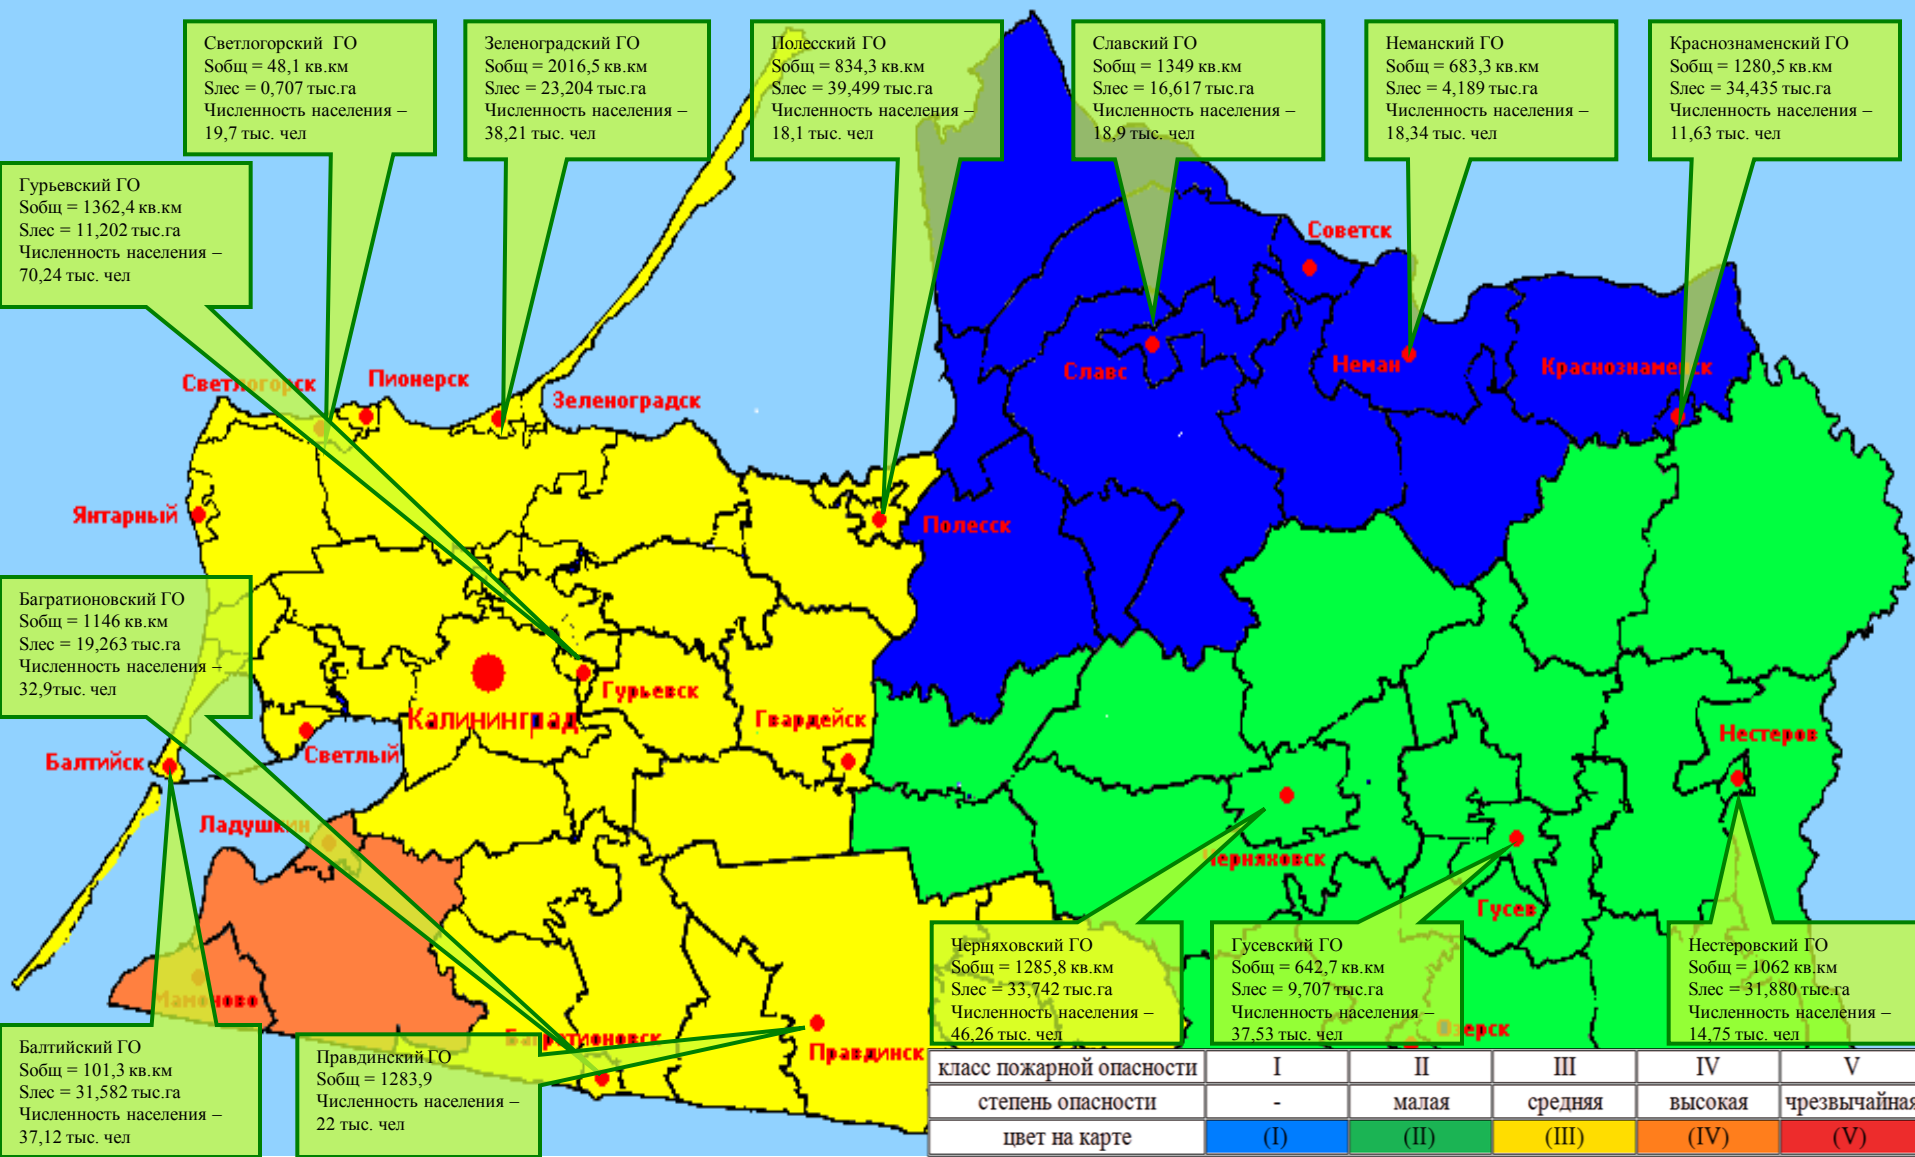 Светлогорский ГО
Sобщ = 48,1 кв.км
Sлес = 0,707 тыс.га
Численность населения –
19,7 тыс. чел
Зеленоградский ГО
Sобщ = 2016,5 кв.км
Sлес = 23,204 тыс.га
Численность населения –
38,21 тыс. чел
Полесский ГО
Sобщ = 834,3 кв.км
Sлес = 39,499 тыс.га
Численность населения –
18,1 тыс. чел
Славский ГО
Sобщ = 1349 кв.км
Sлес = 16,617 тыс.га
Численность населения –
18,9 тыс. чел
Неманский ГО
Sобщ = 683,3 кв.км
Sлес = 4,189 тыс.га
Численность населения –
18,34 тыс. чел
Краснознаменский ГО
Sобщ = 1280,5 кв.км
Sлес = 34,435 тыс.га
Численность населения –
11,63 тыс. чел
Гурьевский ГО
Sобщ = 1362,4 кв.км
Sлес = 11,202 тыс.га
Численность населения –
70,24 тыс. чел
Советск
Светлогорск
Пионерск
Зеленоградск
Славс
Неман
Краснознаменск
Янтарный
Полесск
Багратионовский ГО
Sобщ = 1146 кв.км
Sлес = 19,263 тыс.га
Численность населения –
32,9тыс. чел
Гурьевск
Калининград
Гвардейск
Нестеров
Балтийск
Светлый
Ладушкин
Черняховск
Гусев
Мамоново
Багратионовск
Правдинск
Озерск
Черняховский ГО
Sобщ = 1285,8 кв.км
Sлес = 33,742 тыс.га
Численность населения –
46,26 тыс. чел
Гусевский ГО
Sобщ = 642,7 кв.км
Sлес = 9,707 тыс.га
Численность населения –
37,53 тыс. чел
Нестеровский ГО
Sобщ = 1062 кв.км
Sлес = 31,880 тыс.га
Численность населения –
14,75 тыс. чел
Балтийский ГО
Sобщ = 101,3 кв.км
Sлес = 31,582 тыс.га
Численность населения –
37,12 тыс. чел
Правдинский ГО
Sобщ = 1283,9
Численность населения –
22 тыс. чел
класс пожарной опасности I II III IV V
степень опасности - малая средняя высокая чрезвычайная
цвет на карте (I) (II) (III) (IV) (V)